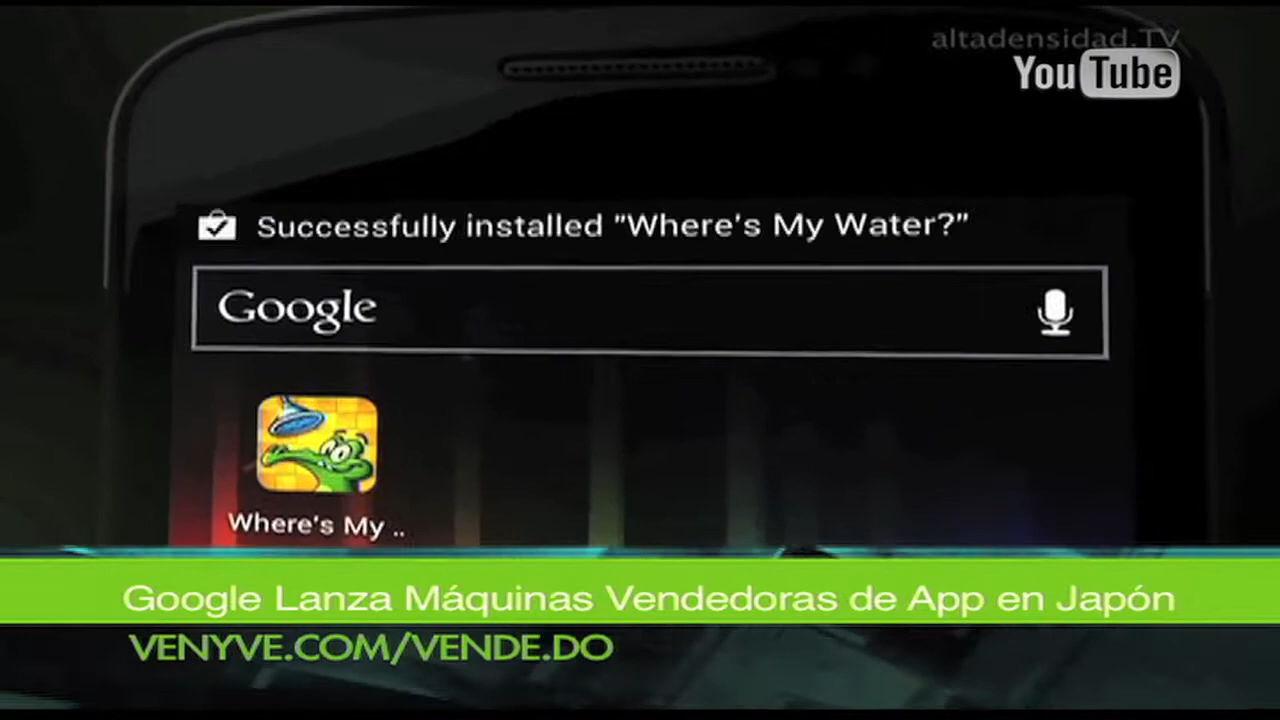 altadensidad.TV
YouTube
Successfully installed "Where's My Water?"
Google
Where's My ..
Google Lanza Máquinas Vendedoras de App en Japón
VENYVE.COM/VENDE.DO